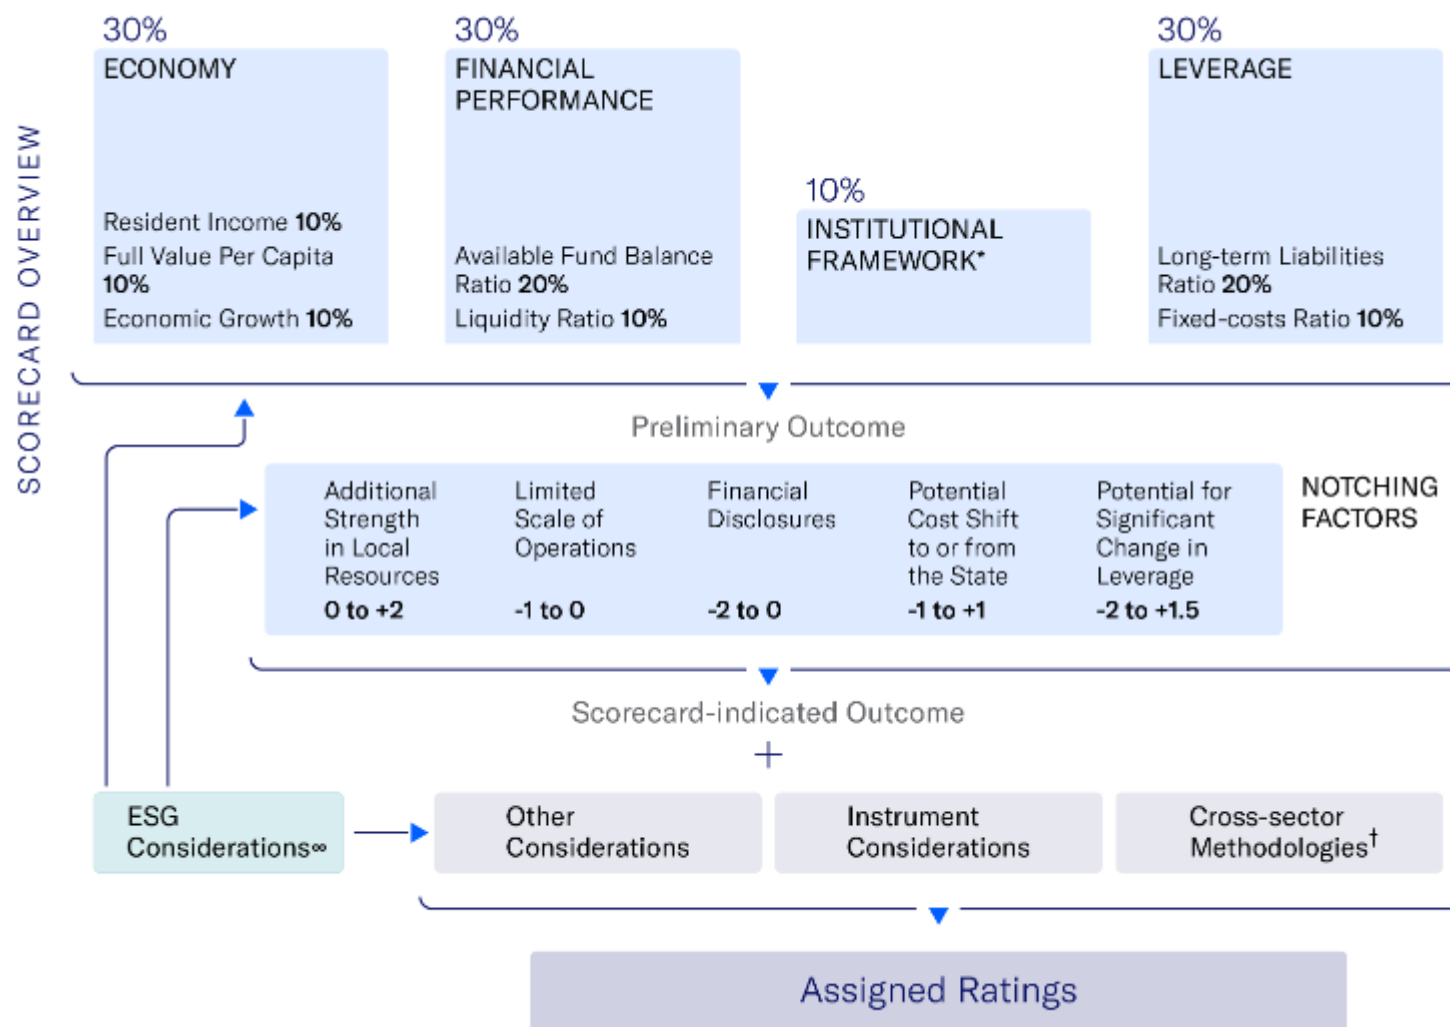 SCORECARD OVERVIEW
30%
ECONOMY
Resident Income 10%
Full Value Per Capita
10%
Economic Growth 10%
30%
FINANCIAL
PERFORMANCE
Available Fund Balance
Ratio 20%
Liquidity Ratio 10%
10%
INSTITUTIONAL
FRAMEWORK*
30%
LEVERAGE
Long-term Liabilities
Ratio 20%
Fixed-costs Ratio 10%
Preliminary Outcome
Additional
Strength
in Local
Resources
0 to +2
Limited
Scale of
Operations
-1 to 0
Financial
Disclosures
-2 to 0
Potential
Cost Shift
to or from
the State
-1 to +1
Potential for
Significant
Change in
Leverage
-2 to +1.5
NOTCHING
FACTORS
Scorecard-indicated Outcome
+
ESG
Considerations∞
Other
Considerations
Instrument
Considerations
Cross-sector
Methodologies†
Assigned Ratings